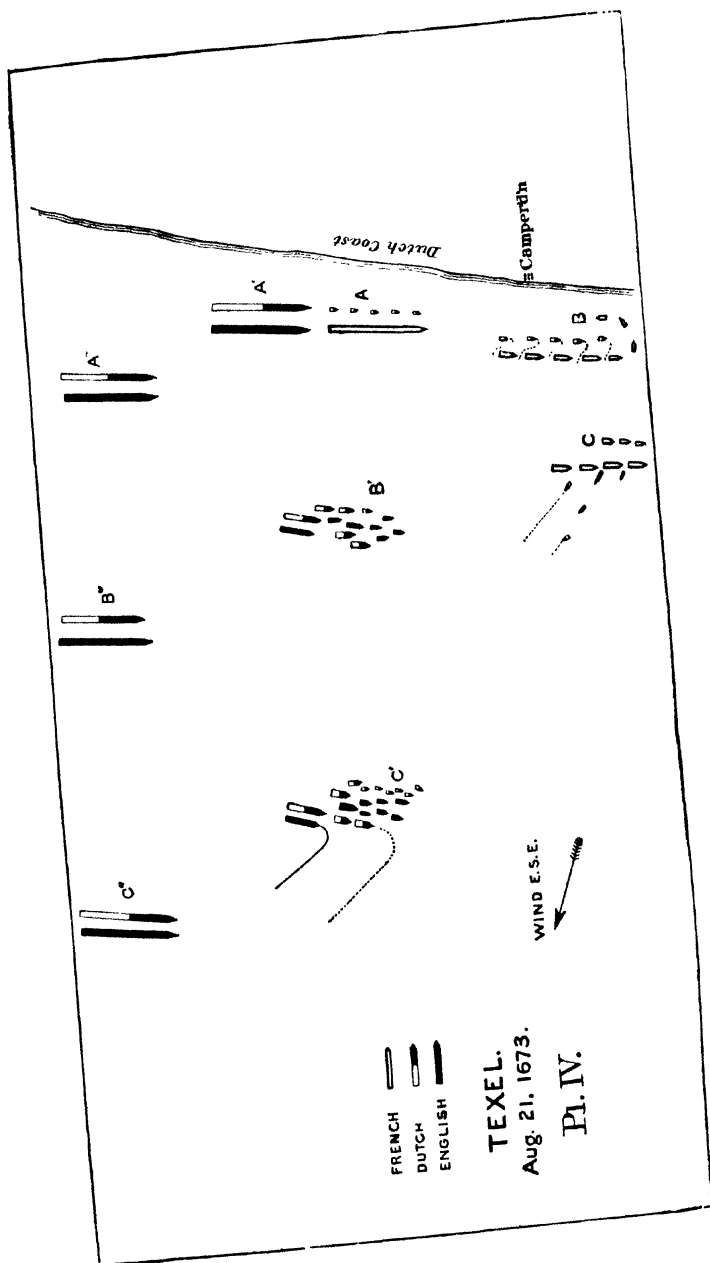 Dutch Coast
Camperd'n
A"
A'
A
B"
B'
B
C"
C'
C
WIND E.S.E.
FRENCH
DUTCH
ENGLISH
TEXEL.
Aug. 21, 1673.
Pl. IV.